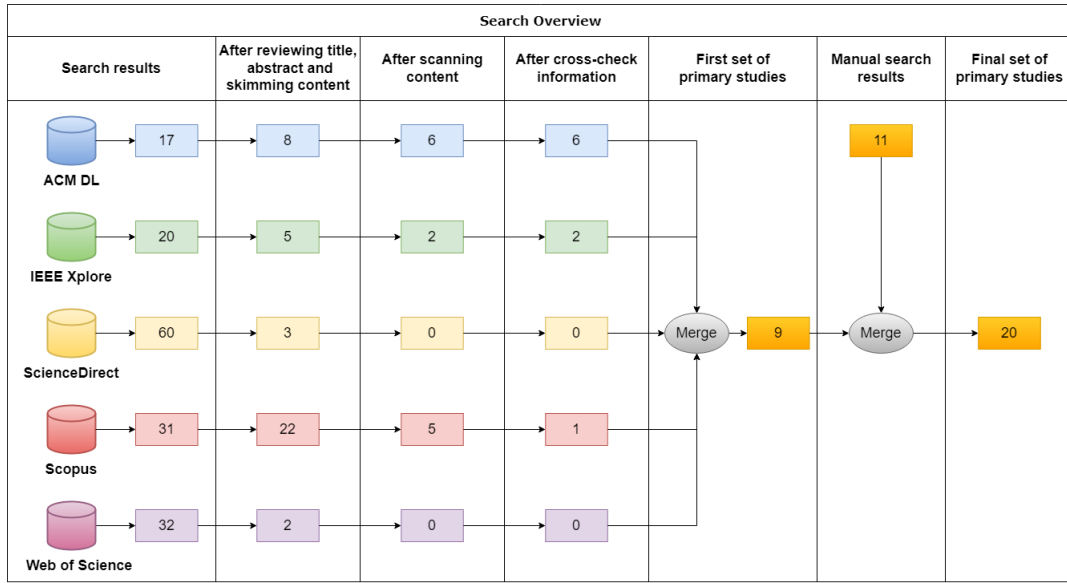 Search Overview
Search results
After reviewing title,
abstract and
skimming content
After scanning
content
After cross-check
information
First set of
primary studies
Manual search
results
Final set of
primary studies
17
8
6
6
11
ACM DL
20
5
2
2
IEEE Xplore
60
3
0
0
Merge
9
Merge
20
ScienceDirect
31
22
5
1
Scopus
32
2
0
0
Web of Science